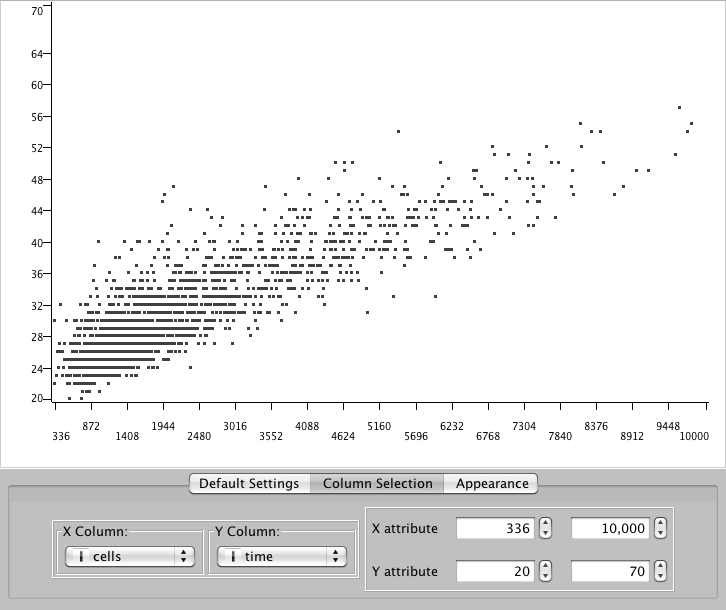 70
64
60
56
52
48
44
40
36
32
28
24
20
336 872 1408 1944 2480 3016 3552 4088 4624 5160 5696 6232 6768 7304 7840 8376 8912 9448 10000
Default Settings Column Selection Appearance
X Column: Y Column:
I cells I time
X attribute 336 10,000
Y attribute 20 70